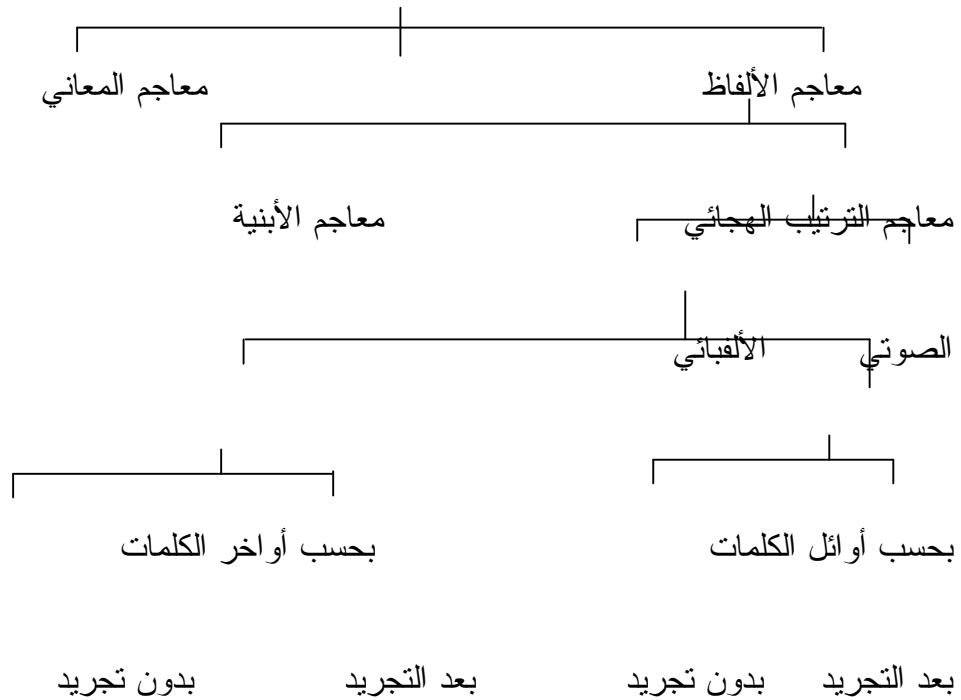 معاجم الألفاظ معاجم المعاني
معاجم الترتيب الهجائي معاجم الأبنية
الصوتي الألفبائي
بحسب أوائل الكلمات بحسب أواخر الكلمات
بعد التجريد بدون تجريد بعد التجريد بدون تجريد